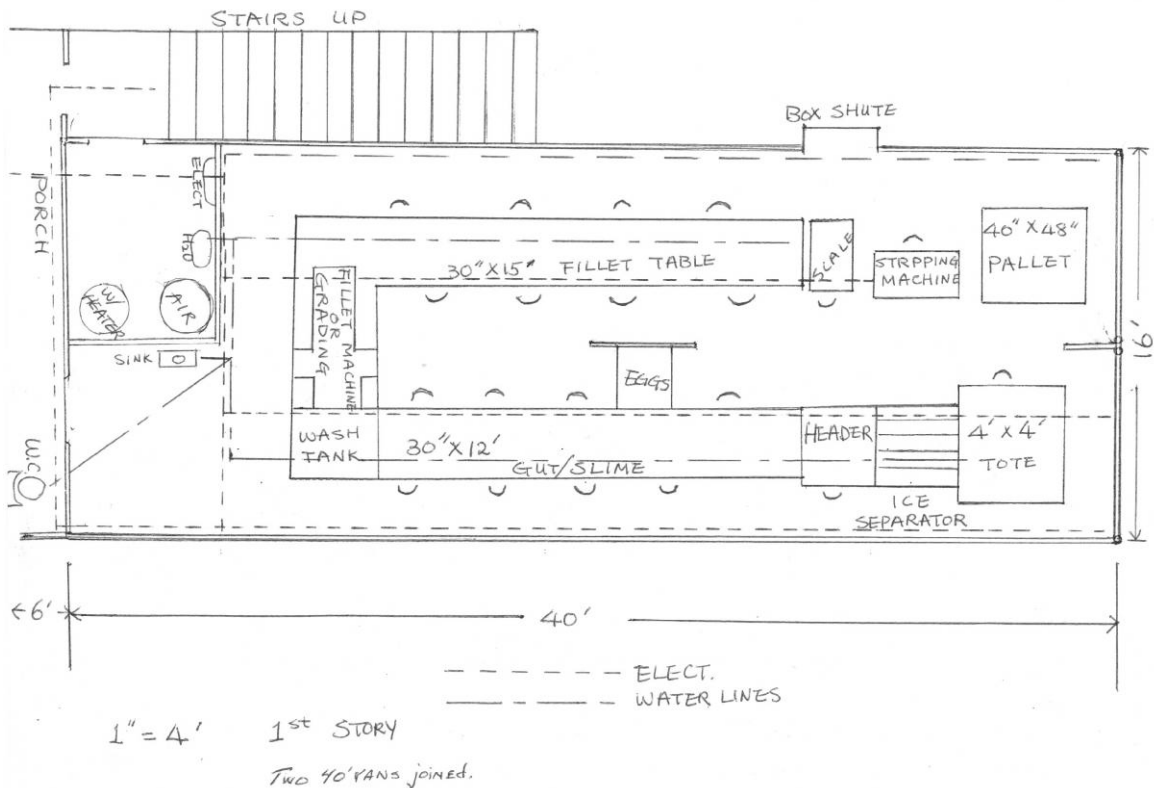 STAIRS UP
BOX SHUTE
PORCH
ELECT
H2O
W/
HEATER
AIR
SINK
W.C.
FILLET MACHINE
OR
GRADING
30" X 15" FILLET TABLE
SCALE
STRPPING
MACHINE
40" X 48"
PALLET
EGGS
WASH
TANK
30" X 12'
GUT/SLIME
HEADER
4' X 4'
TOTE
ICE
SEPARATOR
16'
6'
40'
ELECT.
WATER LINES
1" = 4'
1st STORY
TWO 40' VANS joined.